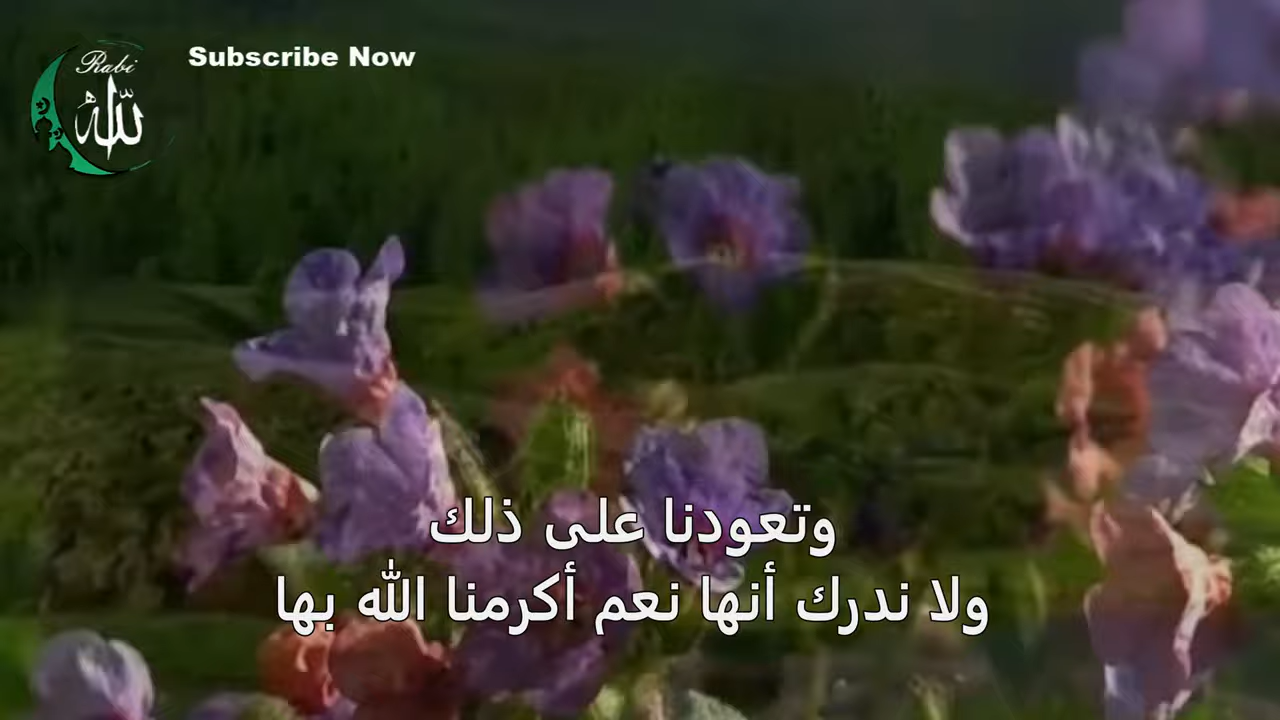 Rabi
الله
Subscribe Now
وتعودنا على ذلك
ولا ندرك أنها نعم أكرمنا الله بها